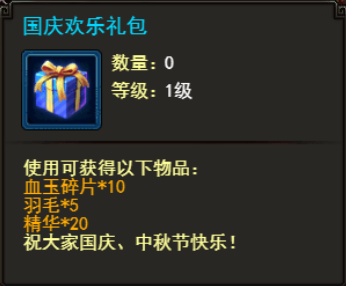 国庆欢乐礼包
数量：0
等级：1级
使用可获得以下物品：
血玉碎片*10
羽毛*5
精华*20
祝大家国庆、中秋节快乐！